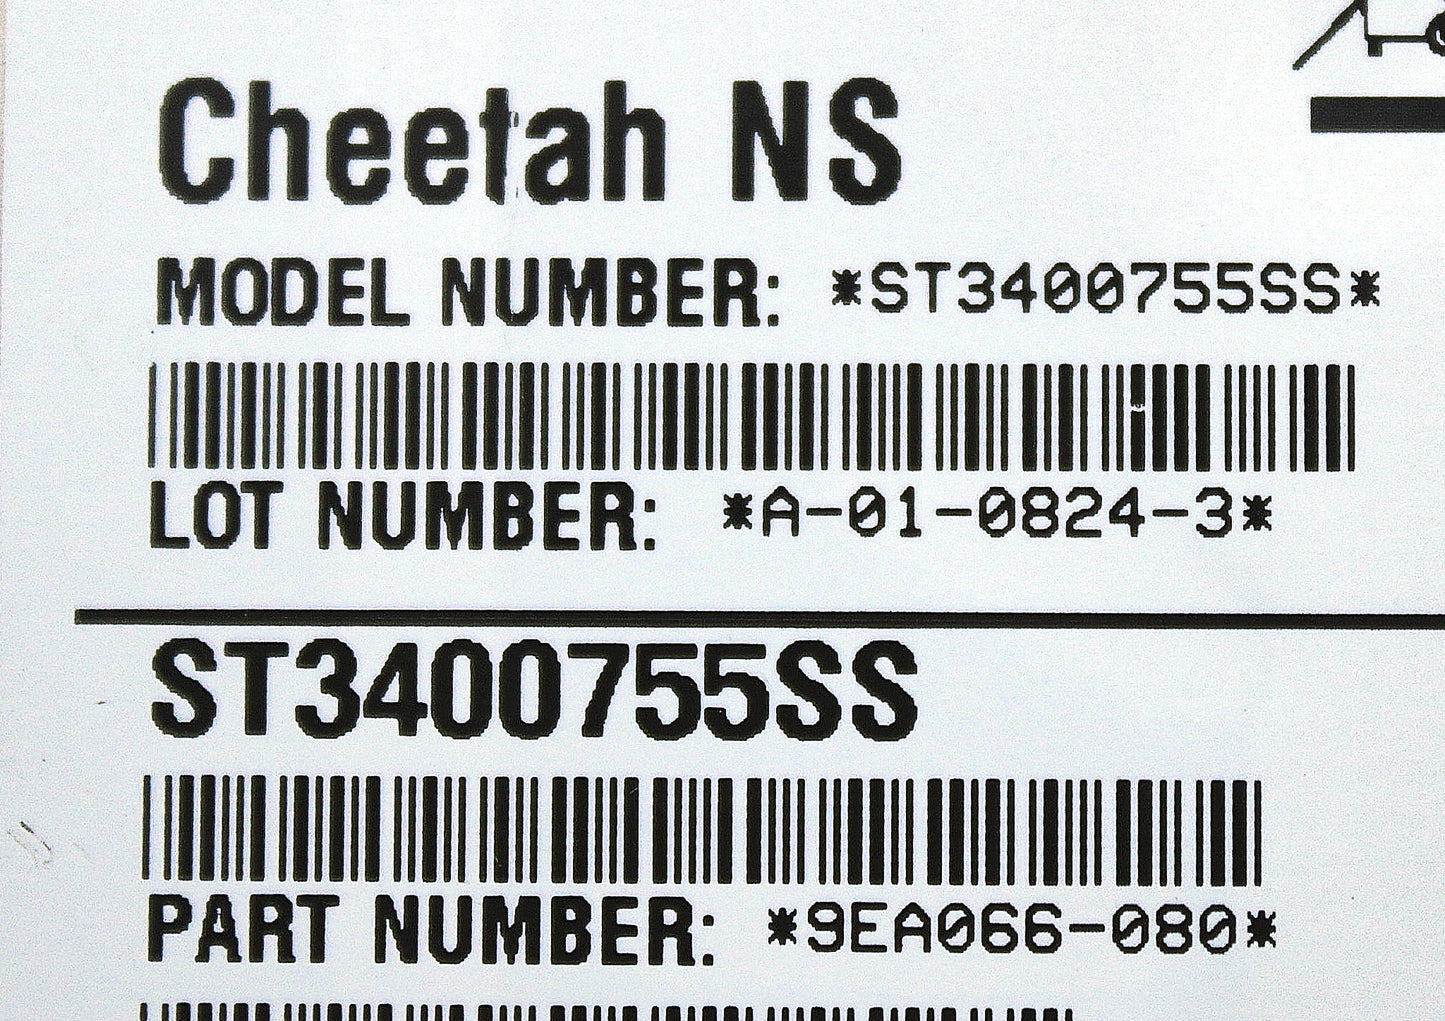 Cheetah NS
MODEL NUMBER: *ST3400755SS*
LOT NUMBER: *A-01-0824-3*
ST3400755SS
PART NUMBER: *9EA066-080*